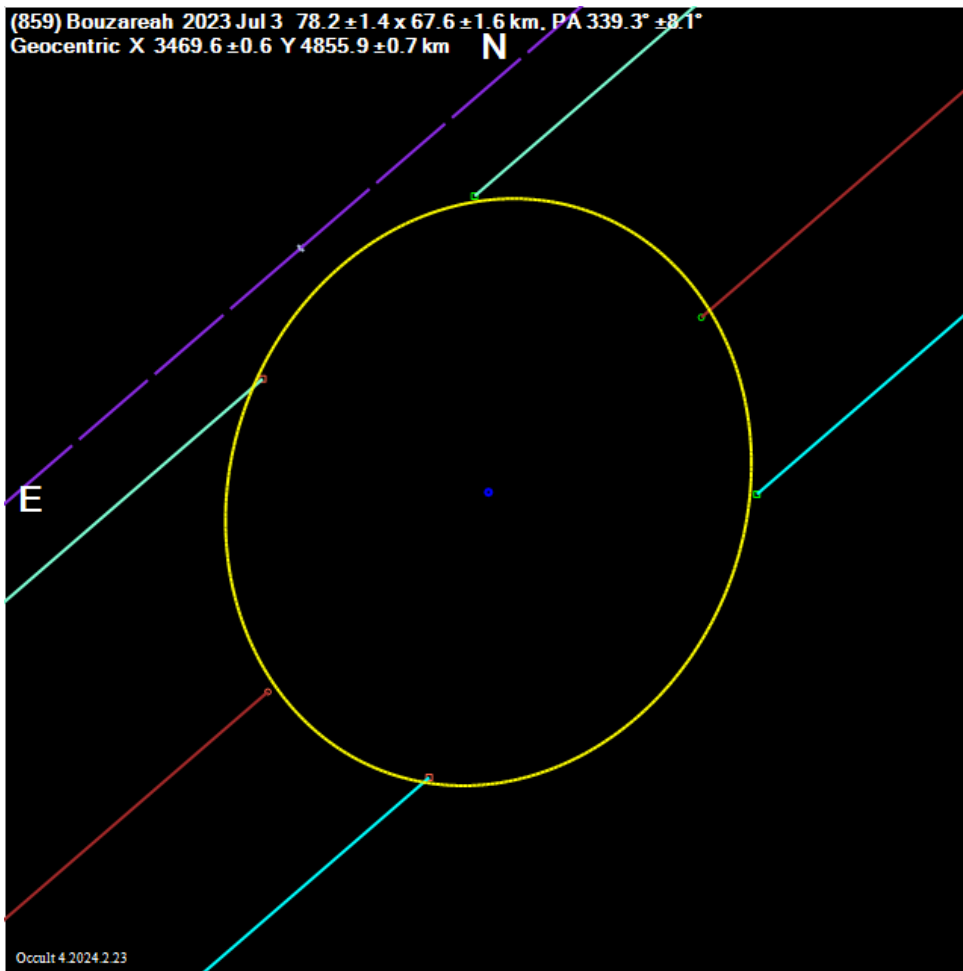 (859) Bouzareah 2023 Jul 3 78.2 ±1.4 x 67.6 ±1.6 km, PA 339.3° ±8.1°
Geocentric X 3469.6 ±0.6 Y 4855.9 ±0.7 km
N
E
Occult 4.2024.2.23